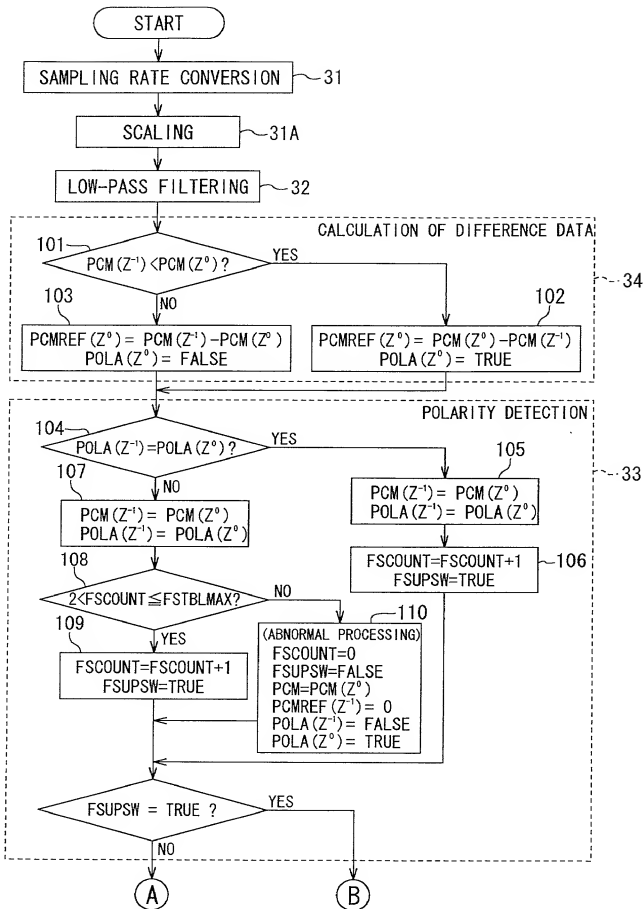 START
SAMPLING RATE CONVERSION
31
SCALING
31A
LOW-PASS FILTERING
32
CALCULATION OF DIFFERENCE DATA
34
101
PCM(Z⁻¹)<PCM(Z⁰)?
YES
NO
103
PCMREF(Z⁰)= PCM(Z⁻¹)-PCM(Z⁰)
POLA(Z⁰)= FALSE
102
PCMREF(Z⁰)= PCM(Z⁰)-PCM(Z⁻¹)
POLA(Z⁰)= TRUE
POLARITY DETECTION
33
104
POLA(Z⁻¹)=POLA(Z⁰)?
YES
NO
105
PCM(Z⁻¹)= PCM(Z⁰)
POLA(Z⁻¹)= POLA(Z⁰)
107
PCM(Z⁻¹)= PCM(Z⁰)
POLA(Z⁻¹)= POLA(Z⁰)
FSCOUNT=FSCOUNT+1
FSUPSW=TRUE
106
108
2<FSCOUNT≦FSTBLMAX?
NO
YES
109
FSCOUNT=FSCOUNT+1
FSUPSW=TRUE
110
(ABNORMAL PROCESSING)
FSCOUNT=0
FSUPSW=FALSE
PCM=PCM(Z⁰)
PCMREF(Z⁻¹)= 0
POLA(Z⁻¹)= FALSE
POLA(Z⁰)= TRUE
FSUPSW = TRUE ?
YES
NO
A
B